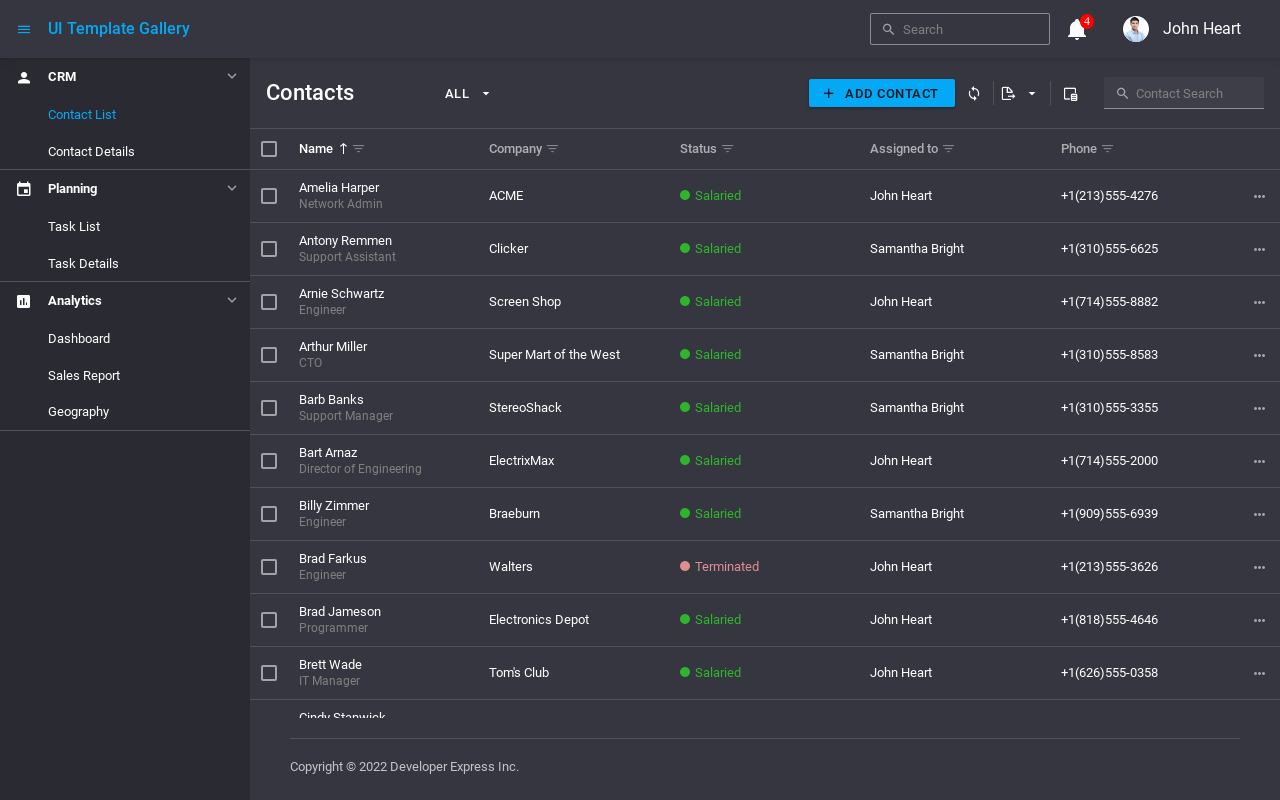 UI Template Gallery
Search
4
John Heart
CRM
Contact List
Contact Details
Planning
Task List
Task Details
Analytics
Dashboard
Sales Report
Geography
Contacts
ALL
ADD CONTACT
Contact Search
Name Company Status Assigned to Phone
Amelia Harper
Network Admin
ACME Salaried John Heart +1(213)555-4276
Antony Remmen
Support Assistant
Clicker Salaried Samantha Bright +1(310)555-6625
Arnie Schwartz
Engineer
Screen Shop Salaried John Heart +1(714)555-8882
Arthur Miller
CTO
Super Mart of the West Salaried Samantha Bright +1(310)555-8583
Barb Banks
Support Manager
StereoShack Salaried Samantha Bright +1(310)555-3355
Bart Arnaz
Director of Engineering
ElectrixMax Salaried John Heart +1(714)555-2000
Billy Zimmer
Engineer
Braeburn Salaried Samantha Bright +1(909)555-6939
Brad Farkus
Engineer
Walters Terminated John Heart +1(213)555-3626
Brad Jameson
Programmer
Electronics Depot Salaried John Heart +1(818)555-4646
Brett Wade
IT Manager
Tom's Club Salaried John Heart +1(626)555-0358
Cindy Stanwick
Copyright © 2022 Developer Express Inc.